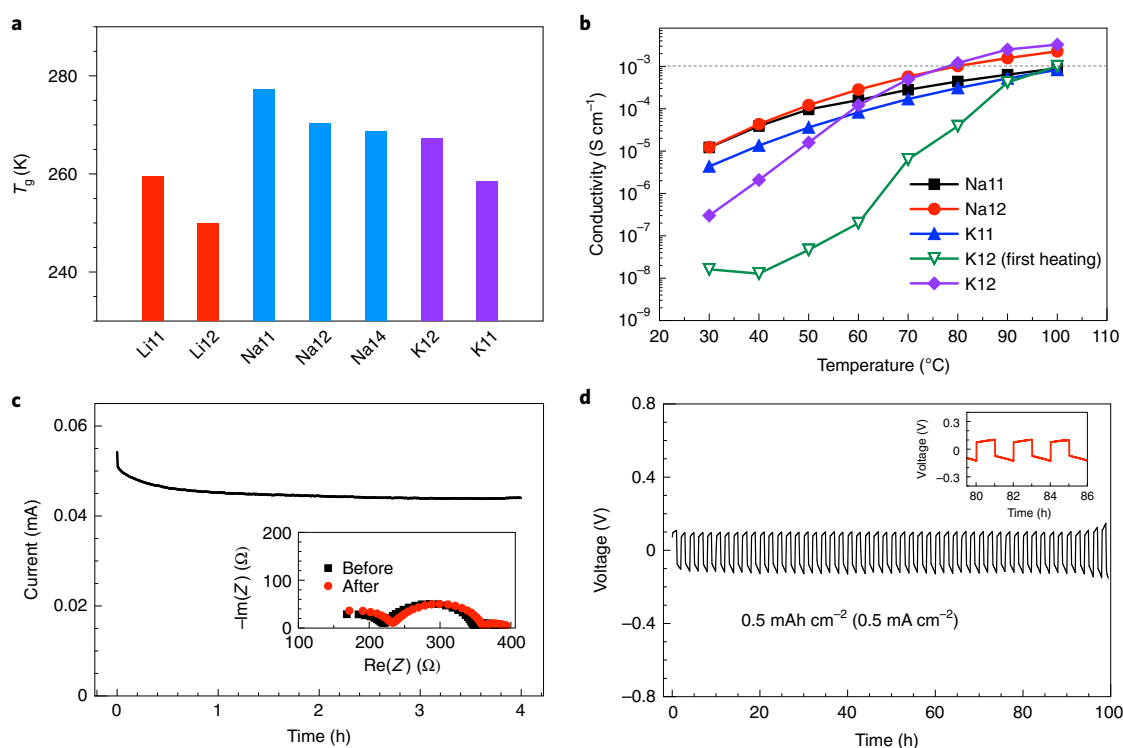 a
280
260
240
T_g (K)
Li11
Li12
Na11
Na12
Na14
K12
K11
b
10⁻³
10⁻⁴
10⁻⁵
10⁻⁶
10⁻⁷
10⁻⁸
10⁻⁹
Conductivity (S cm⁻¹)
Na11
Na12
K11
K12 (first heating)
K12
20 30 40 50 60 70 80 90 100 110
Temperature (°C)
c
0.06
0.04
0.02
0
Current (mA)
200
100
0
−Im(Z) (Ω)
Before
After
100 200 300 400
Re(Z) (Ω)
0 1 2 3 4
Time (h)
d
0.8
0.4
0
−0.4
−0.8
Voltage (V)
0.3
0
−0.3
Voltage (V)
80 82 84 86
Time (h)
0.5 mAh cm⁻² (0.5 mA cm⁻²)
0 20 40 60 80 100
Time (h)